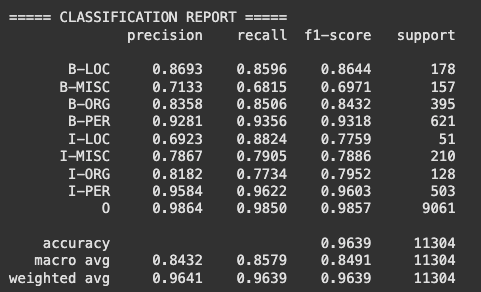 ===== CLASSIFICATION REPORT =====
precision recall f1-score support
B-LOC 0.8693 0.8596 0.8644 178
B-MISC 0.7133 0.6815 0.6971 157
B-ORG 0.8358 0.8506 0.8432 395
B-PER 0.9281 0.9356 0.9318 621
I-LOC 0.6923 0.8824 0.7759 51
I-MISC 0.7867 0.7905 0.7886 210
I-ORG 0.8182 0.7734 0.7952 128
I-PER 0.9584 0.9622 0.9603 503
O 0.9864 0.9850 0.9857 9061
accuracy 0.9639 11304
macro avg 0.8432 0.8579 0.8491 11304
weighted avg 0.9641 0.9639 0.9639 11304